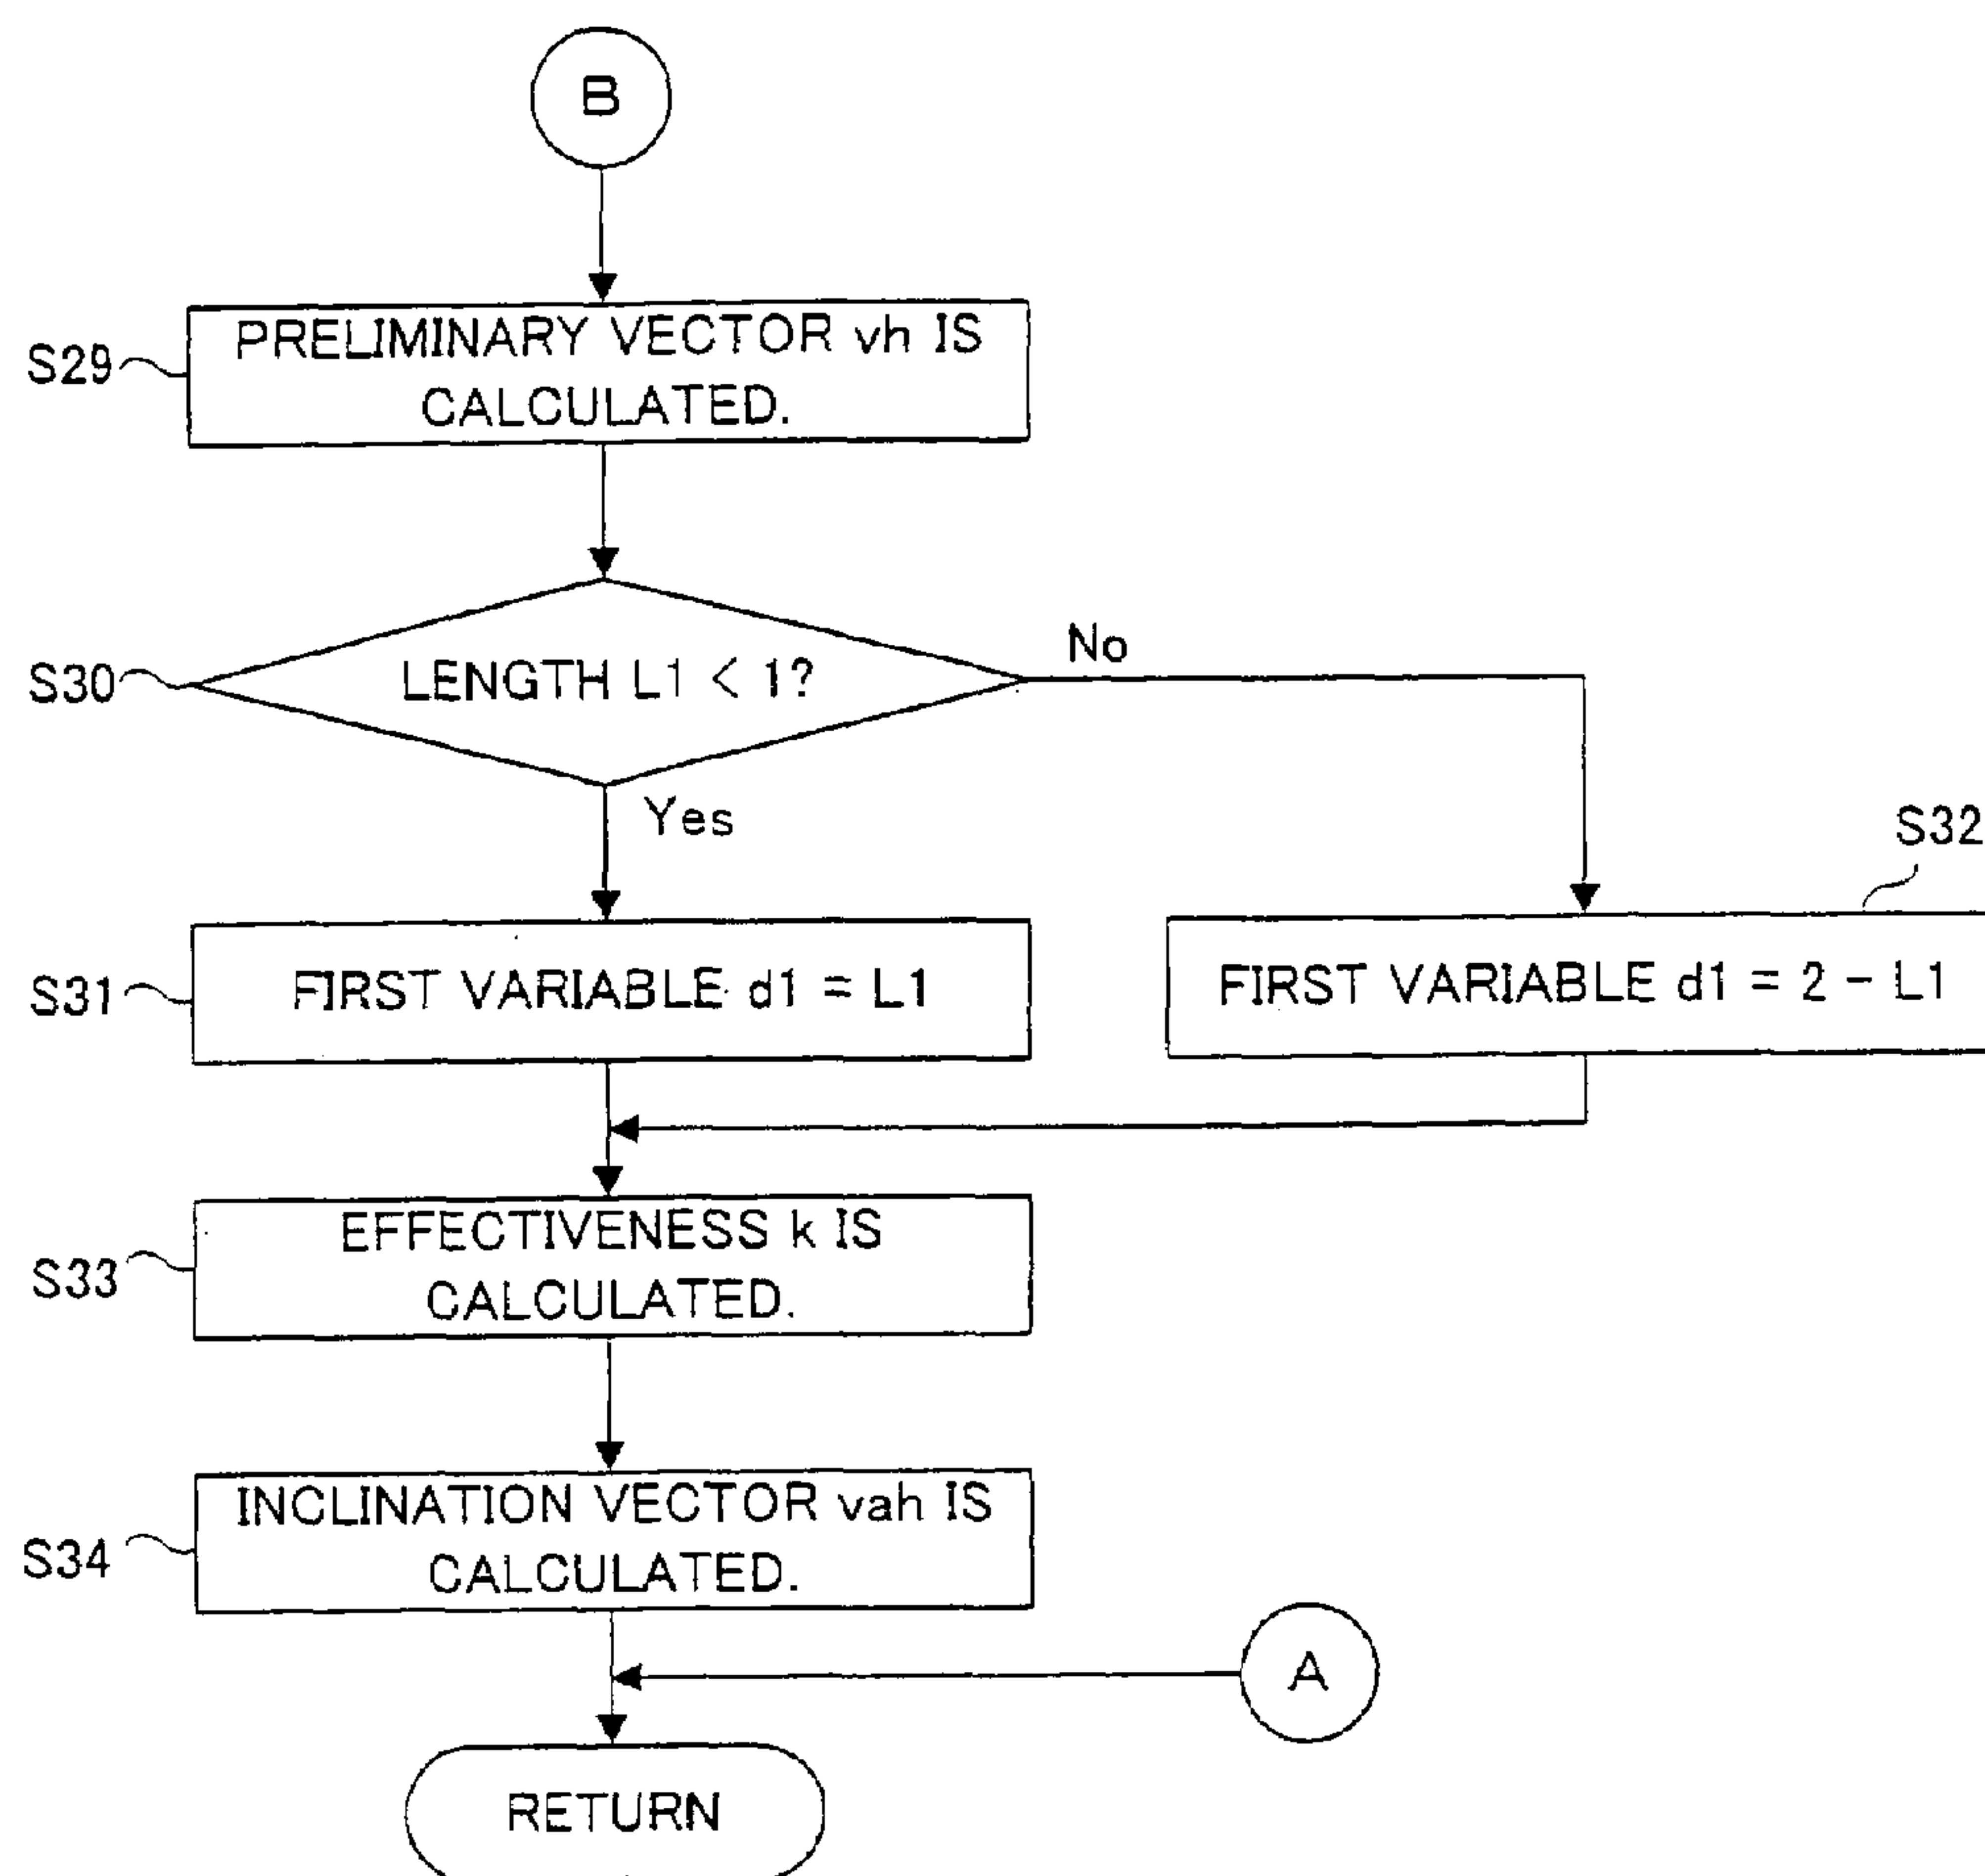 B
S29
PRELIMINARY VECTOR vh IS
CALCULATED.
S30
LENGTH L1 < 1?
No
Yes
S32
S31
FIRST VARIABLE d1 = L1
FIRST VARIABLE d1 = 2 - L1
S33
EFFECTIVENESS k IS
CALCULATED.
S34
INCLINATION VECTOR vah IS
CALCULATED.
A
RETURN